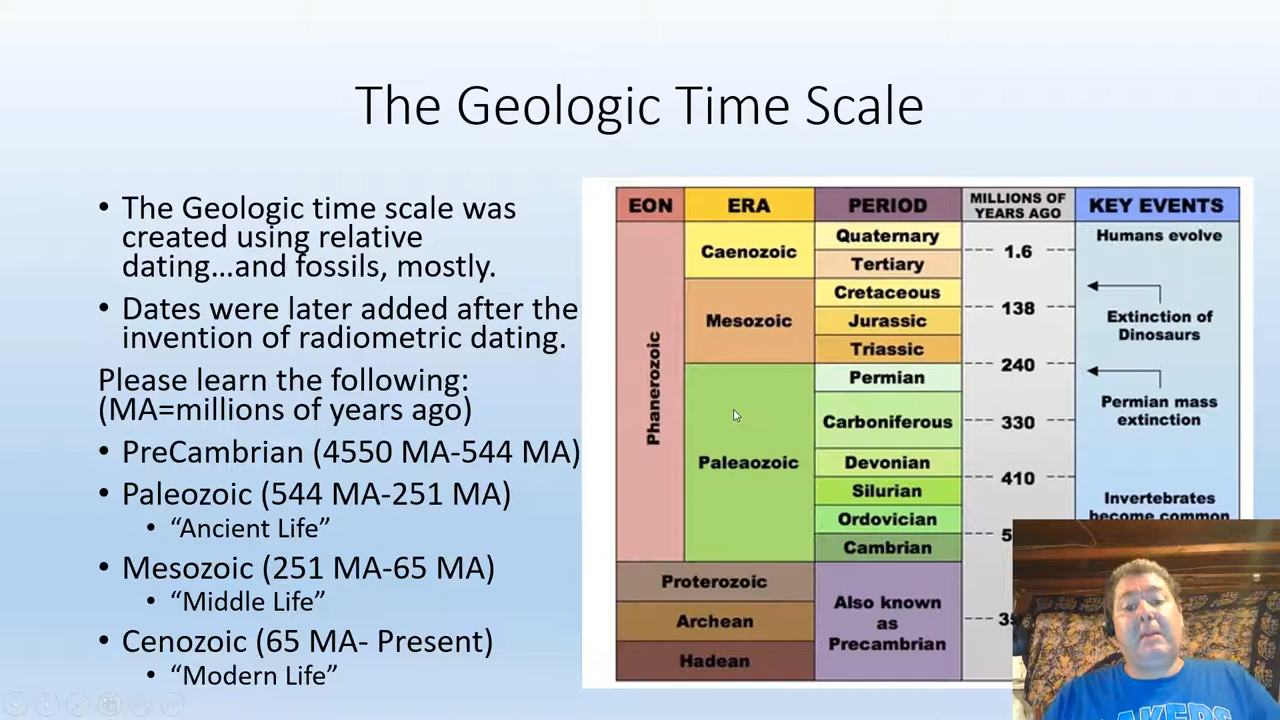 The Geologic Time Scale
• The Geologic time scale was
created using relative
dating...and fossils, mostly.
• Dates were later added after the
invention of radiometric dating.
Please learn the following:
(MA=millions of years ago)
• PreCambrian (4550 MA-544 MA)
• Paleozoic (544 MA-251 MA)
• "Ancient Life"
• Mesozoic (251 MA-65 MA)
• "Middle Life"
• Cenozoic (65 MA- Present)
• "Modern Life"
EON
ERA
PERIOD
MILLIONS OF
YEARS AGO
KEY EVENTS
Phanerozoic
Caenozoic
Mesozoic
Paleaozoic
Proterozoic
Archean
Hadean
Quaternary
Tertiary
Cretaceous
Jurassic
Triassic
Permian
Carboniferous
Devonian
Silurian
Ordovician
Cambrian
Also known
as
Precambrian
1.6
138
240
330
410
Humans evolve
Extinction of
Dinosaurs
Permian mass
extinction
Invertebrates
become common